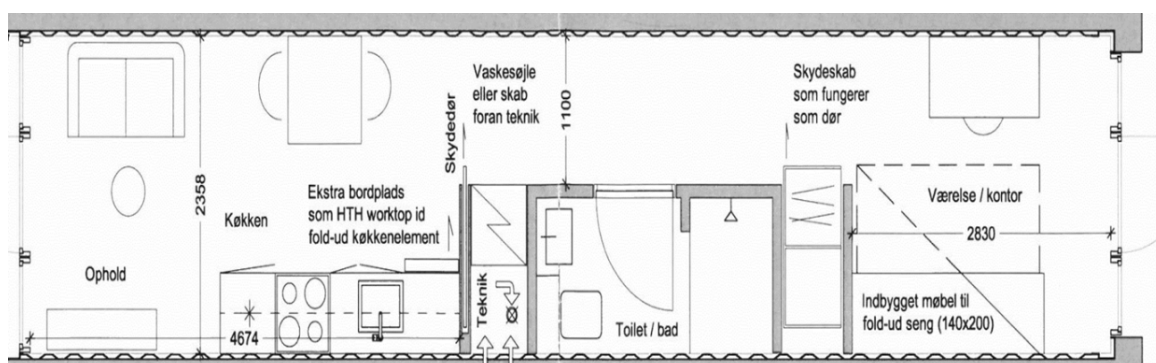 Ophold
2358
Køkken
4674
Ekstra bordplads
som HTH worktop id
fold-ud køkkenelement
Skydedør
Vaskesøjle
eller skab
foran teknik
Teknik
1100
Toilet / bad
Skydeskab
som fungerer
som dør
Værelse / kontor
2830
Indbygget møbel til
fold-ud seng (140x200)